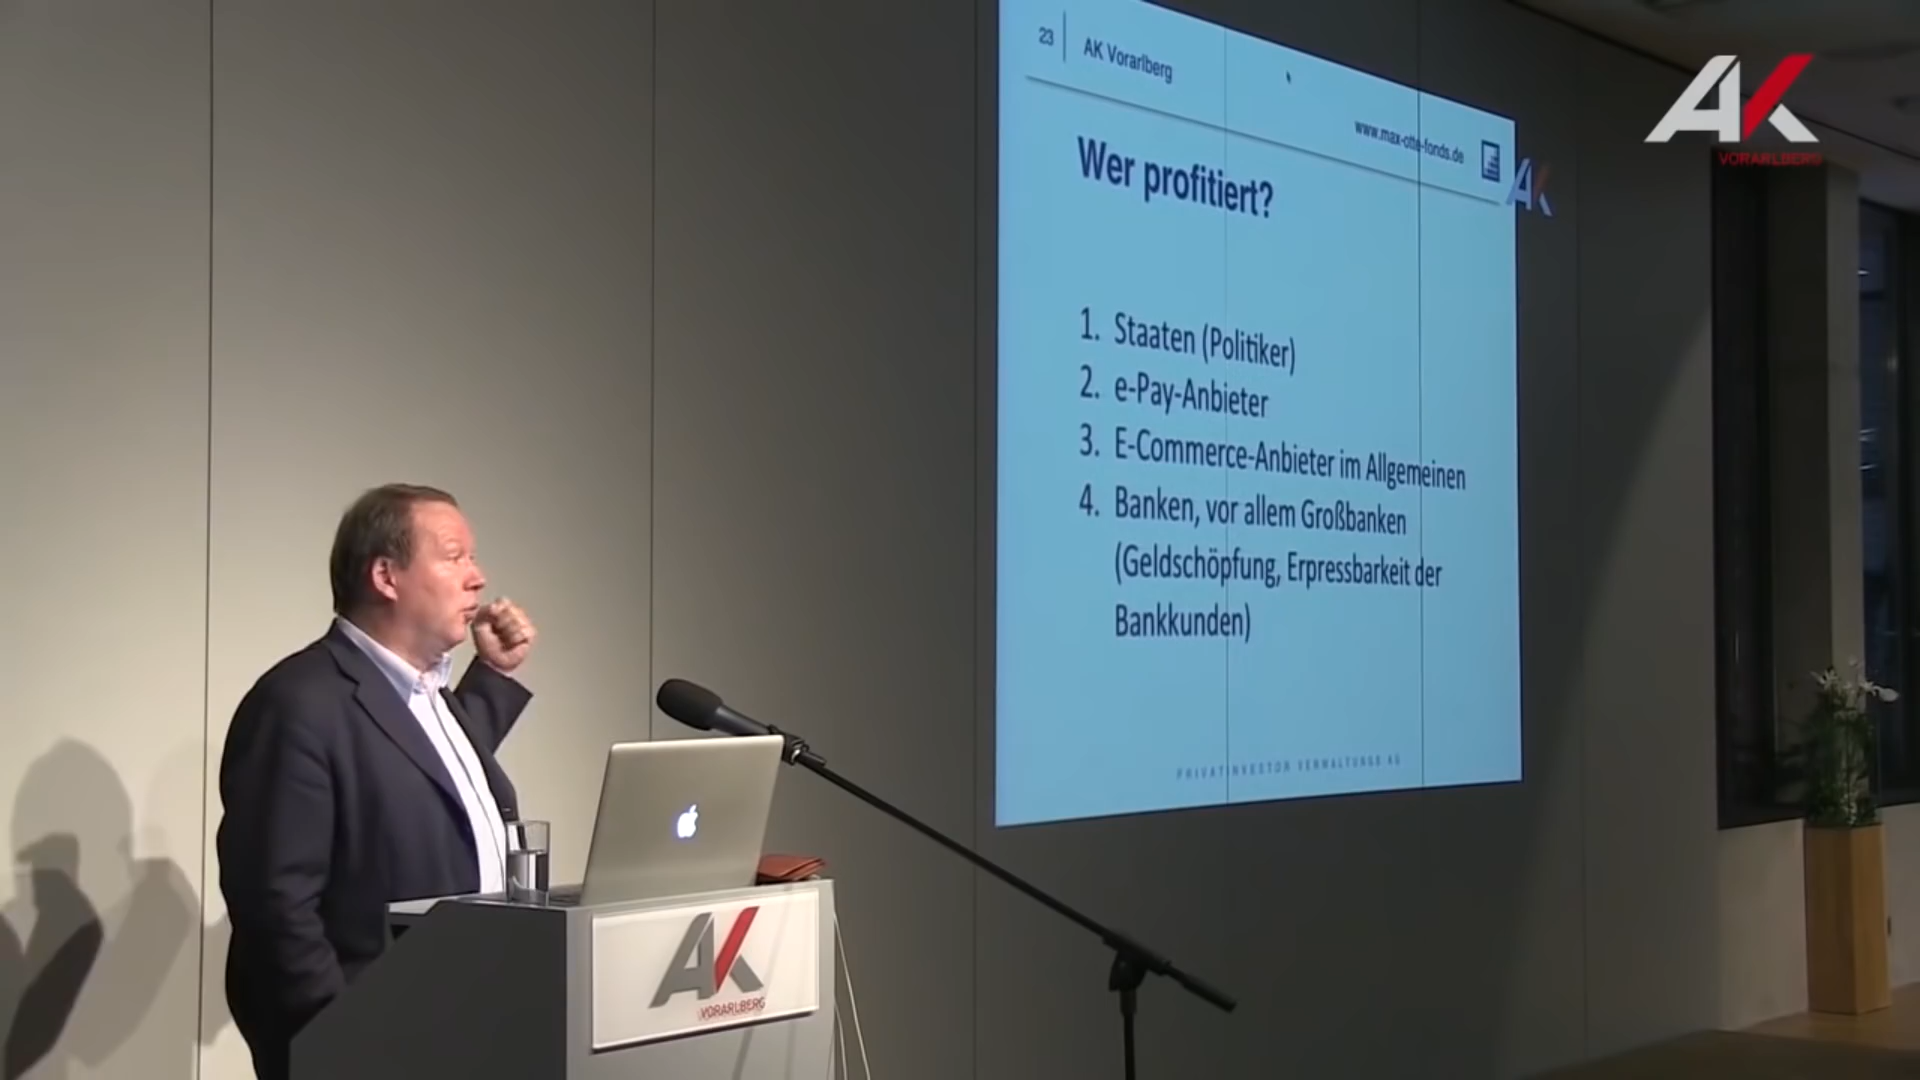 23
AK Vorarlberg
www.max-otte-fonds.de
AK
VORARLBERG
AK
Wer profitiert?
1. Staaten (Politiker)
2. e-Pay-Anbieter
3. E-Commerce-Anbieter im Allgemeinen
4. Banken, vor allem Großbanken
(Geldschöpfung, Erpressbarkeit der
Bankkunden)
PRIVATINVESTOR VERWALTUNGS AG
AK
VORARLBERG